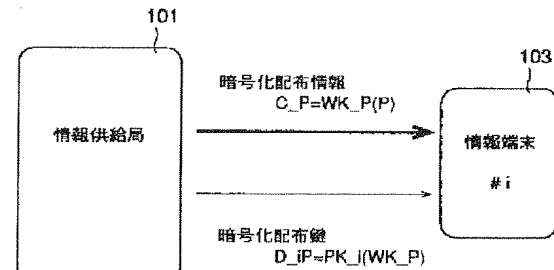 101
103
暗号化配布情報
C_P=WK_P(P)
情報供給局
情報端末
#i
暗号化配布鍵
D_iP=PK_i(WK_P)